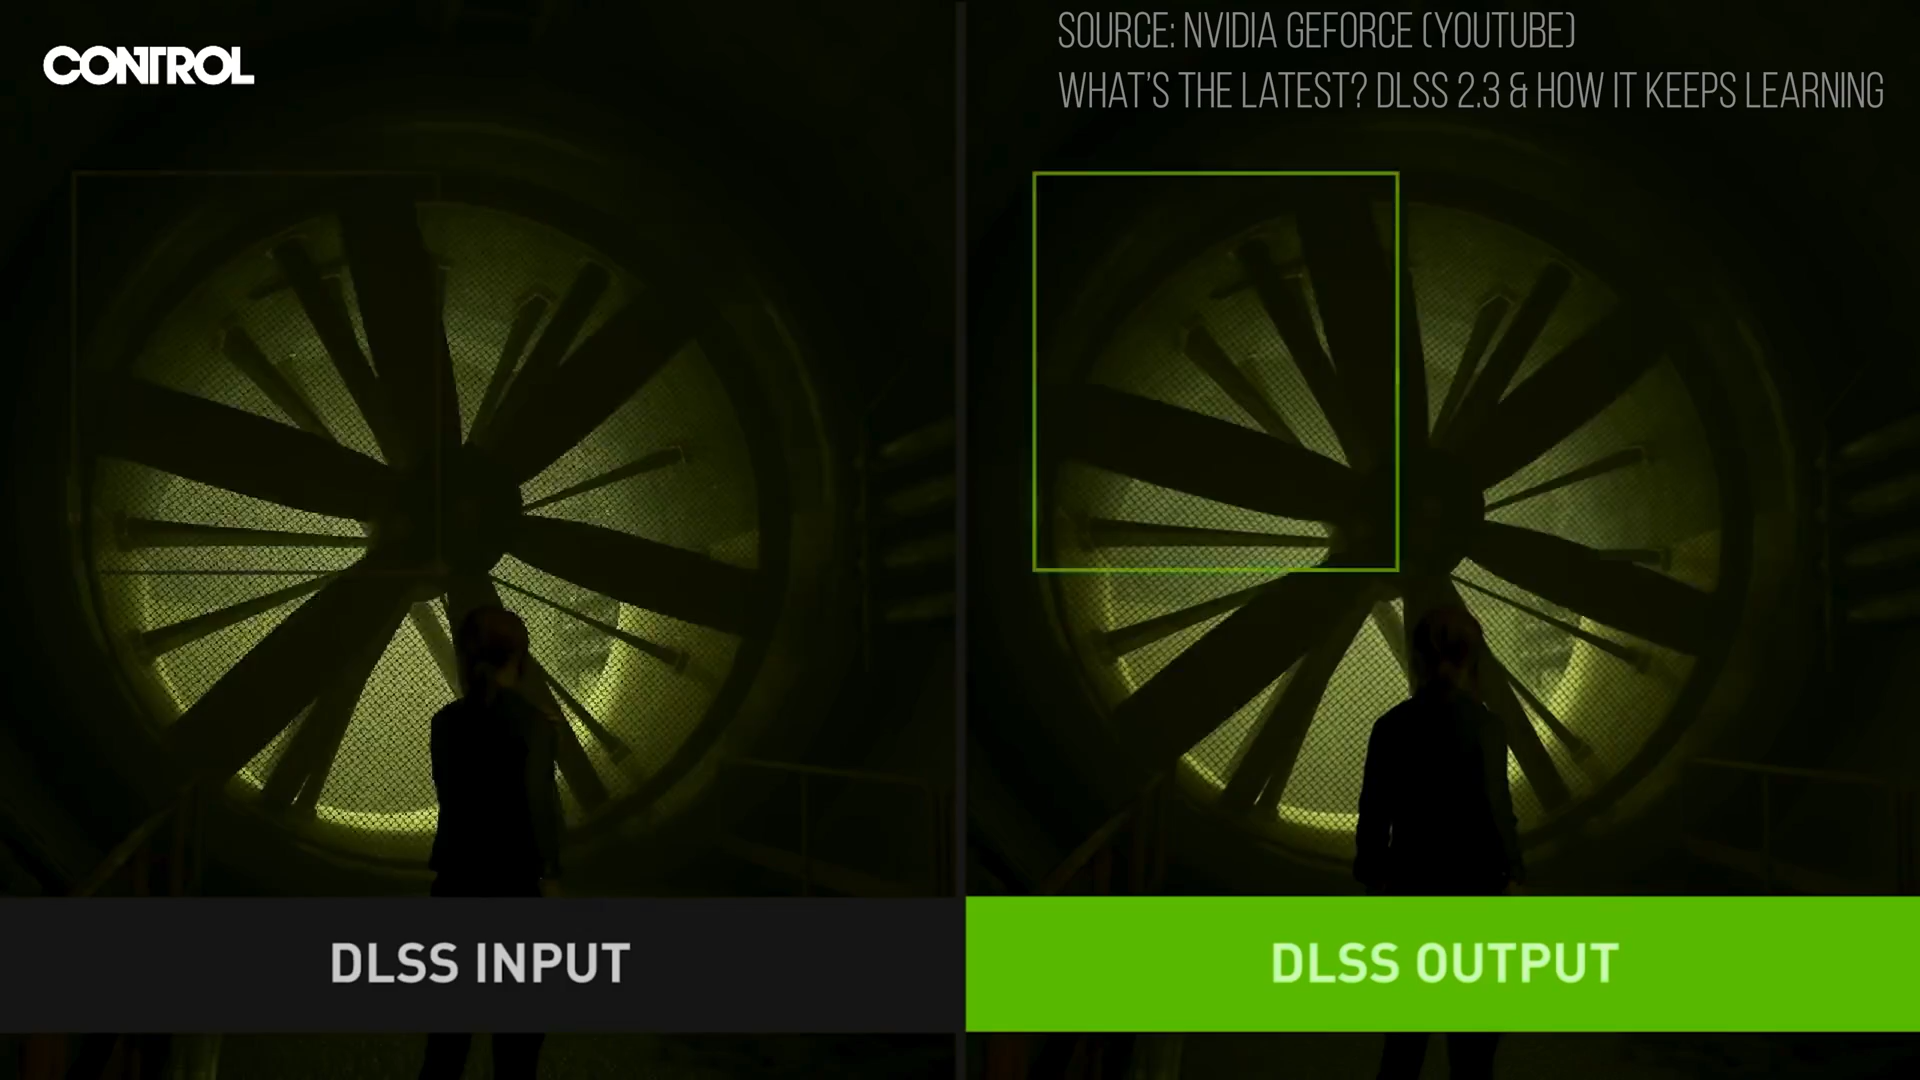 CONTROL
SOURCE: NVIDIA GEFORCE (YOUTUBE)
WHAT'S THE LATEST? DLSS 2.3 & HOW IT KEEPS LEARNING
DLSS INPUT
DLSS OUTPUT